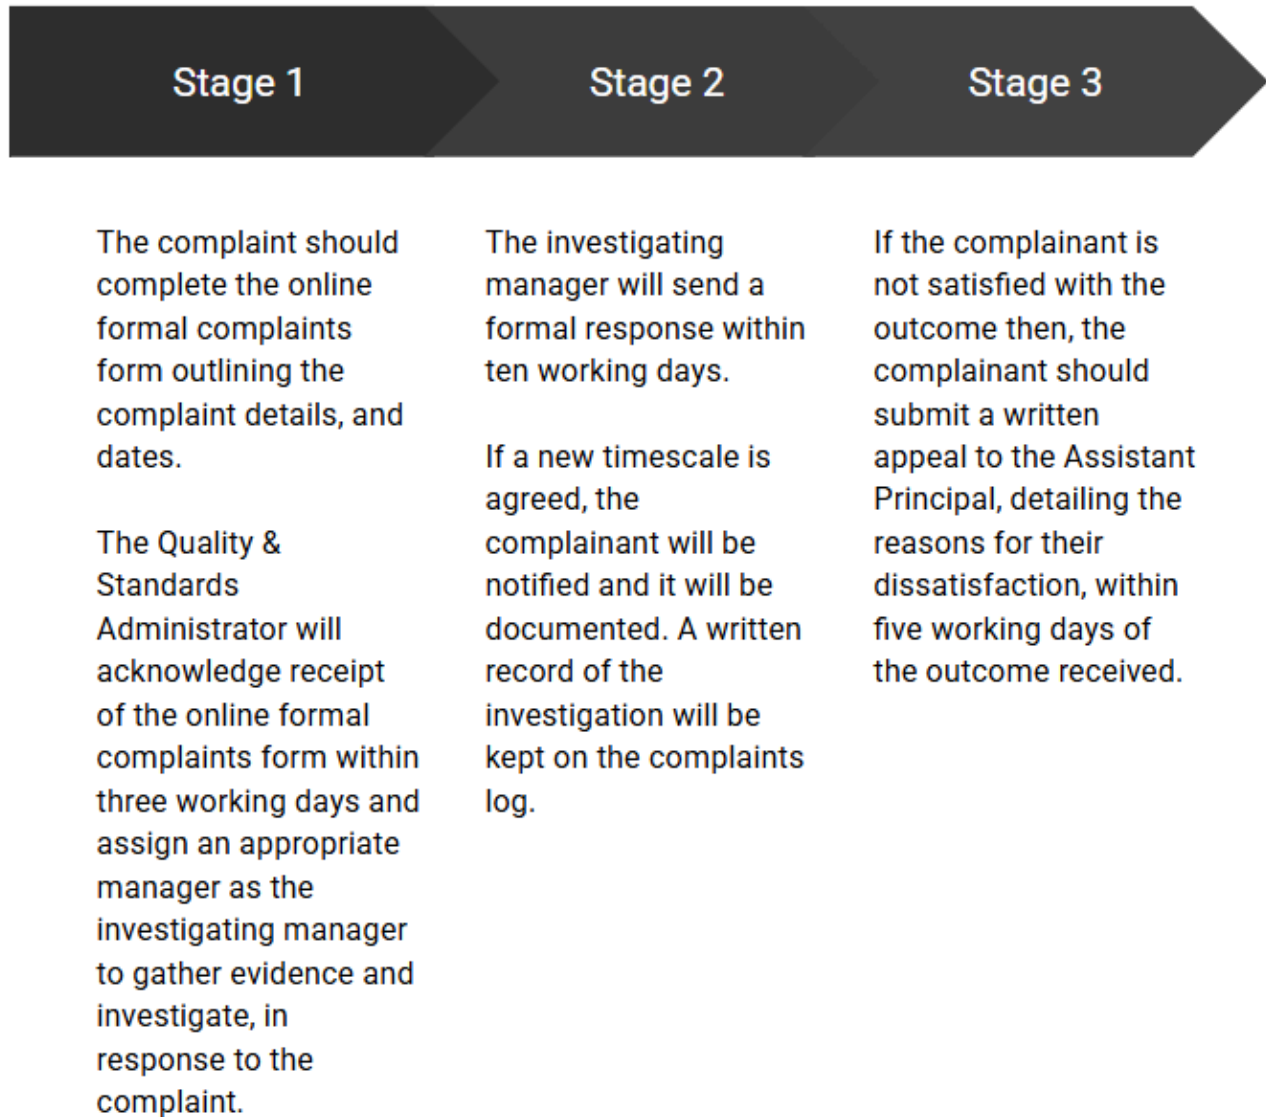 Stage 1
Stage 2
Stage 3
The complaint should
complete the online
formal complaints
form outlining the
complaint details, and
dates.
The Quality &
Standards
Administrator will
acknowledge receipt
of the online formal
complaints form within
three working days and
assign an appropriate
manager as the
investigating manager
to gather evidence and
investigate, in
response to the
complaint.
The investigating
manager will send a
formal response within
ten working days.
If a new timescale is
agreed, the
complainant will be
notified and it will be
documented. A written
record of the
investigation will be
kept on the complaints
log.
If the complainant is
not satisfied with the
outcome then, the
complainant should
submit a written
appeal to the Assistant
Principal, detailing the
reasons for their
dissatisfaction, within
five working days of
the outcome received.